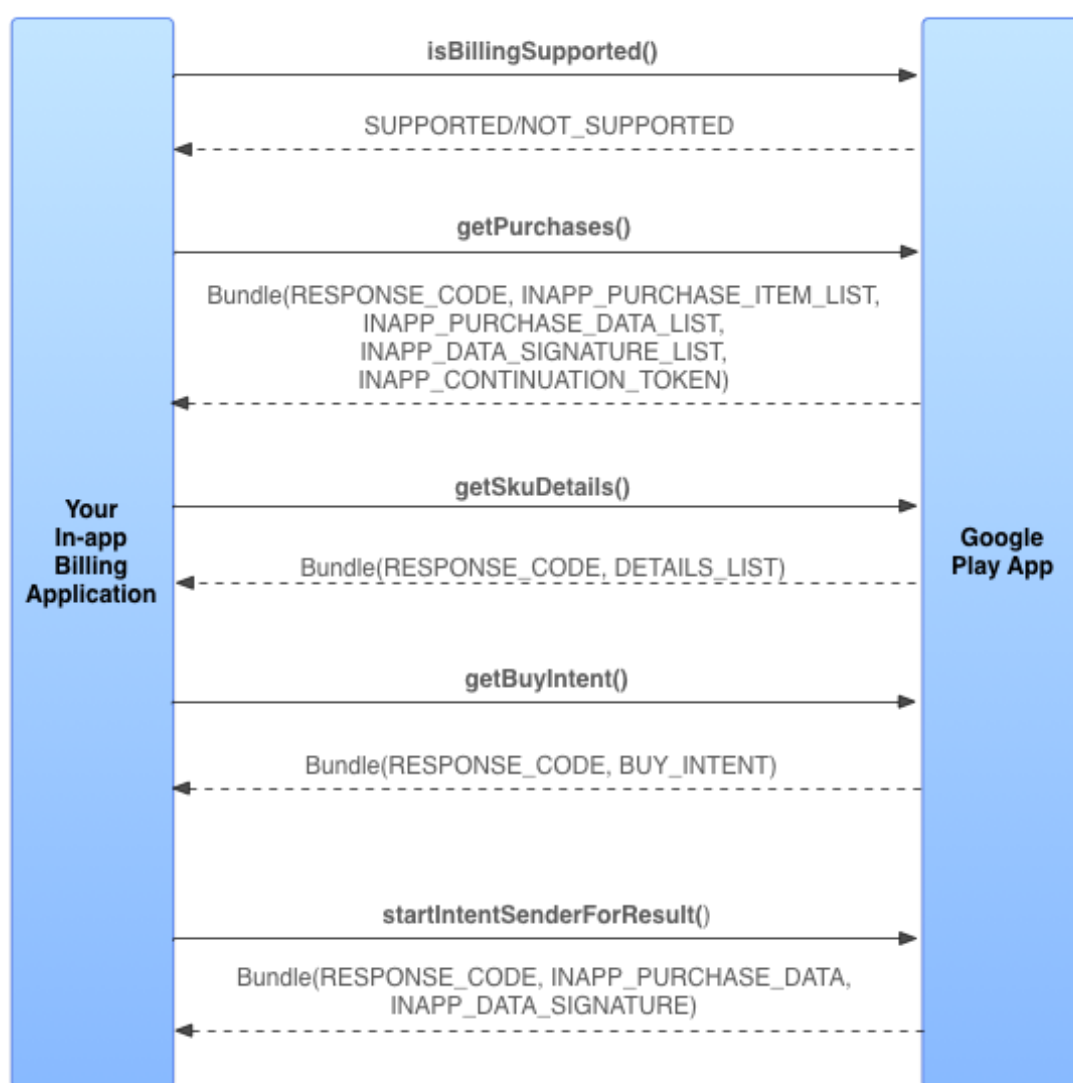 isBillingSupported()
SUPPORTED/NOT_SUPPORTED
getPurchases()
Bundle(RESPONSE_CODE, INAPP_PURCHASE_ITEM_LIST,
INAPP_PURCHASE_DATA_LIST,
INAPP_DATA_SIGNATURE_LIST,
INAPP_CONTINUATION_TOKEN)
getSkuDetails()
Your
In-app
Billing
Application
Google
Play App
Bundle(RESPONSE_CODE, DETAILS_LIST)
getBuyIntent()
Bundle(RESPONSE_CODE, BUY_INTENT)
startIntentSenderForResult()
Bundle(RESPONSE_CODE, INAPP_PURCHASE_DATA,
INAPP_DATA_SIGNATURE)